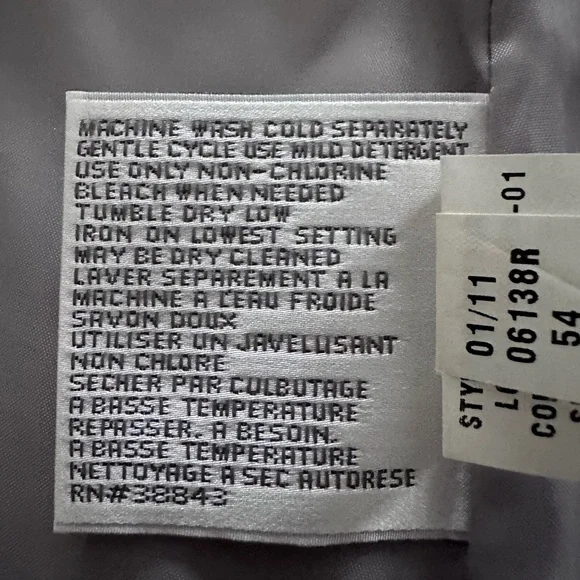 MACHINE WASH COLD SEPARATELY
GENTLE CYCLE USE MILD DETERGENT
USE ONLY NON-CHLORINE
BLEACH WHEN NEEDED
TUMBLE DRY LOW
IRON ON LOWEST SETTING
MAY BE DRY CLEANED
LAVER SEPAREMENT A LA
MACHINE A L'EAU FROIDE
SAVON DOUX
UTILISER UN JAVELLISANT
NON CHLORE
SECHER PAR CULBUTAGE
A BASSE TEMPERATURE
REPASSER. A BESOIN.
A BASSE TEMPERATURE
NETTOYAGE A SEC AUTORESE
RN#38843
-01
01/11
06138R
54